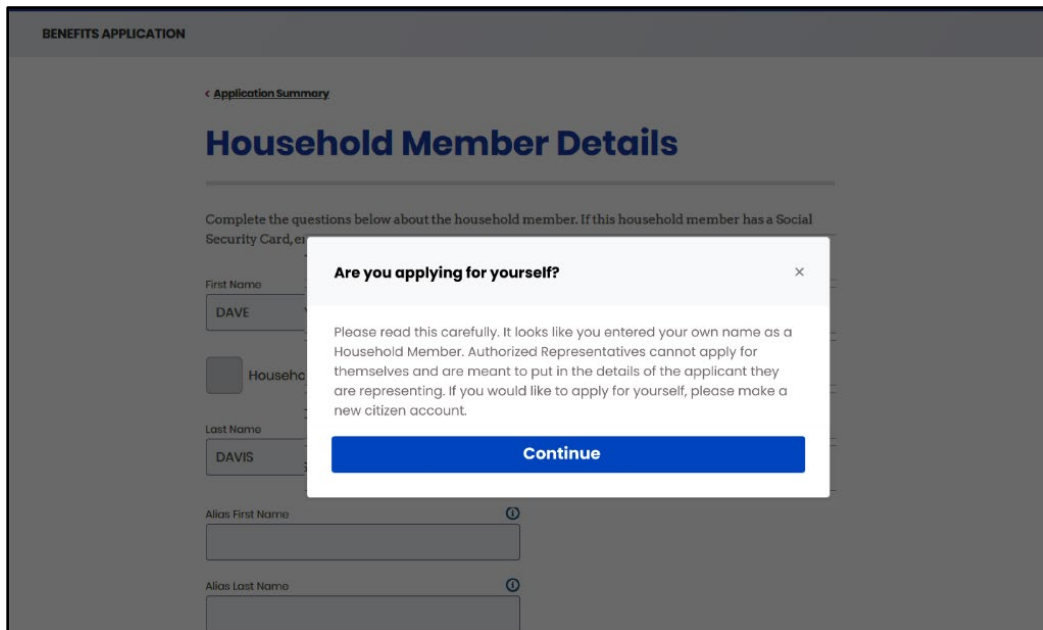 BENEFITS APPLICATION
< Application Summary
Household Member Details
Complete the questions below about the household member. If this household member has a Social
Security Card,
First Name
DAVE
Are you applying for yourself?
×
Please read this carefully. It looks like you entered your own name as a
Household Member. Authorized Representatives cannot apply for
themselves and are meant to put in the details of the applicant they
are representing. If you would like to apply for yourself, please make a
new citizen account.
Continue
Last Name
DAVIS
Alias First Name
Alias Last Name